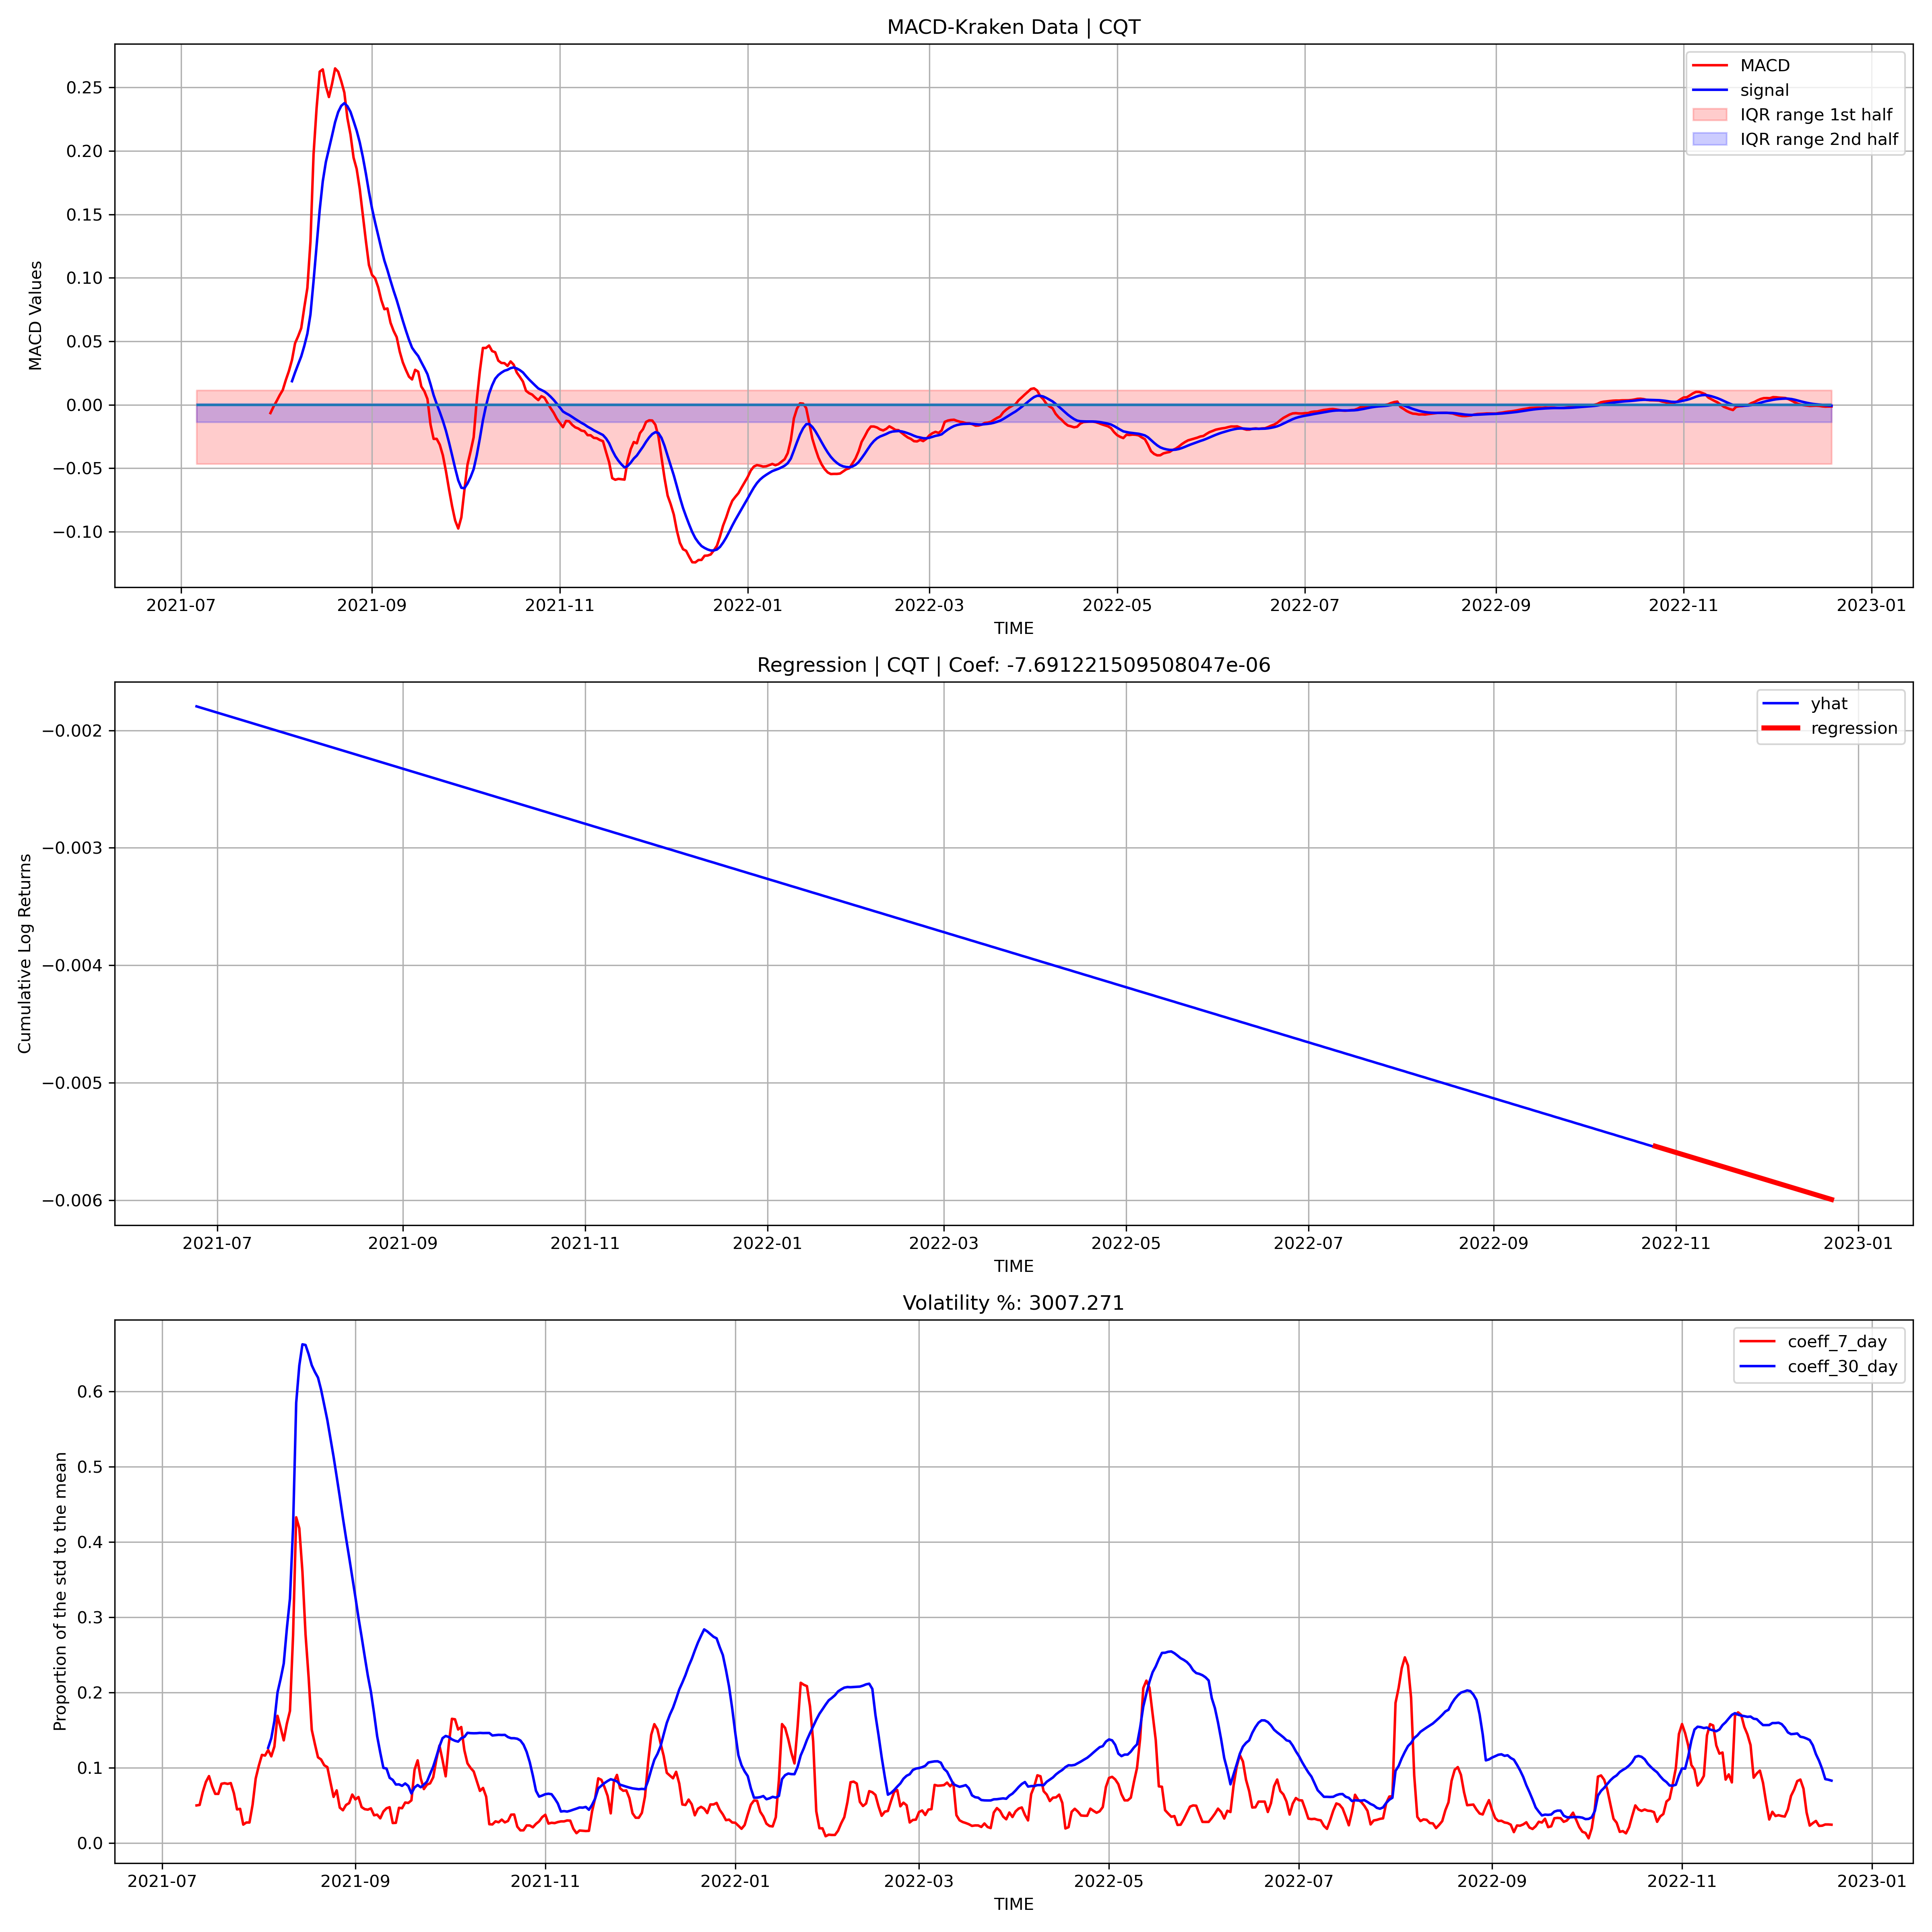 MACD-Kraken Data | CQT
MACD Values
0.25
0.20
0.15
0.10
0.05
0.00
−0.05
−0.10
MACD
signal
IQR range 1st half
IQR range 2nd half
2021-07 2021-09 2021-11 2022-01 2022-03 2022-05 2022-07 2022-09 2022-11 2023-01
TIME
Regression | CQT | Coef: -7.691221509508047e-06
Cumulative Log Returns
−0.002
−0.003
−0.004
−0.005
−0.006
yhat
regression
2021-07 2021-09 2021-11 2022-01 2022-03 2022-05 2022-07 2022-09 2022-11 2023-01
TIME
Volatility %: 3007.271
Proportion of the std to the mean
0.6
0.5
0.4
0.3
0.2
0.1
0.0
coeff_7_day
coeff_30_day
2021-07 2021-09 2021-11 2022-01 2022-03 2022-05 2022-07 2022-09 2022-11 2023-01
TIME